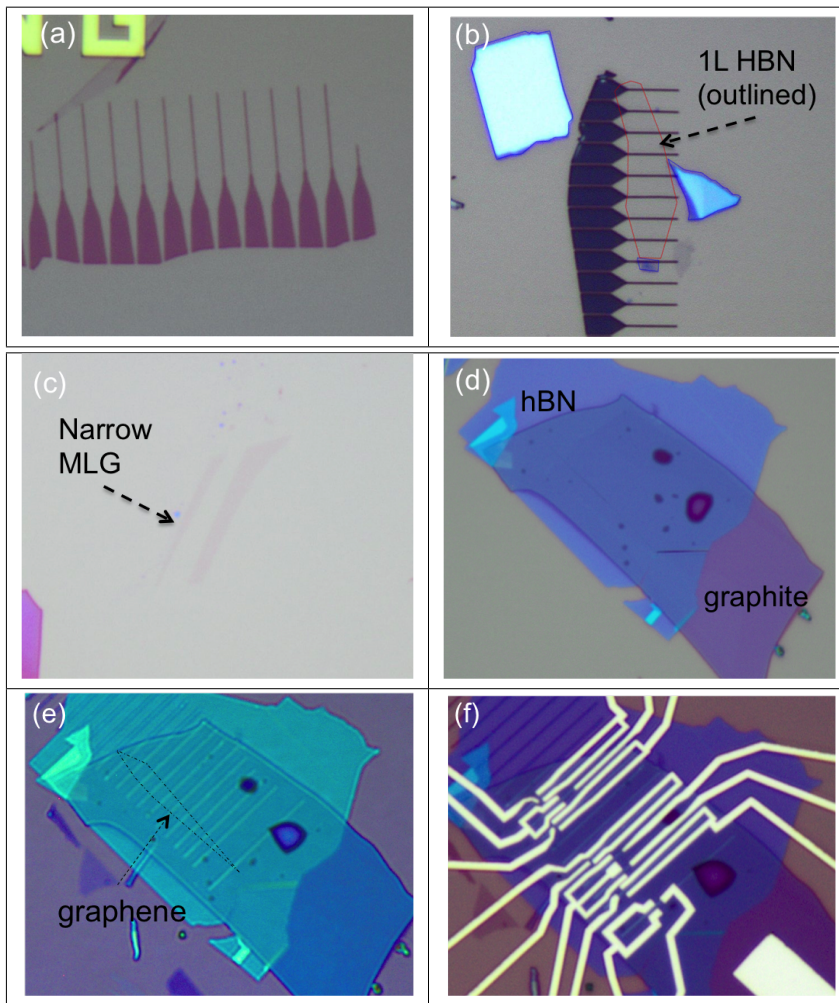 (a)
G
(b)
1L HBN
(outlined)
(c)
Narrow
MLG
(d)
hBN
graphite
(e)
graphene
(f)